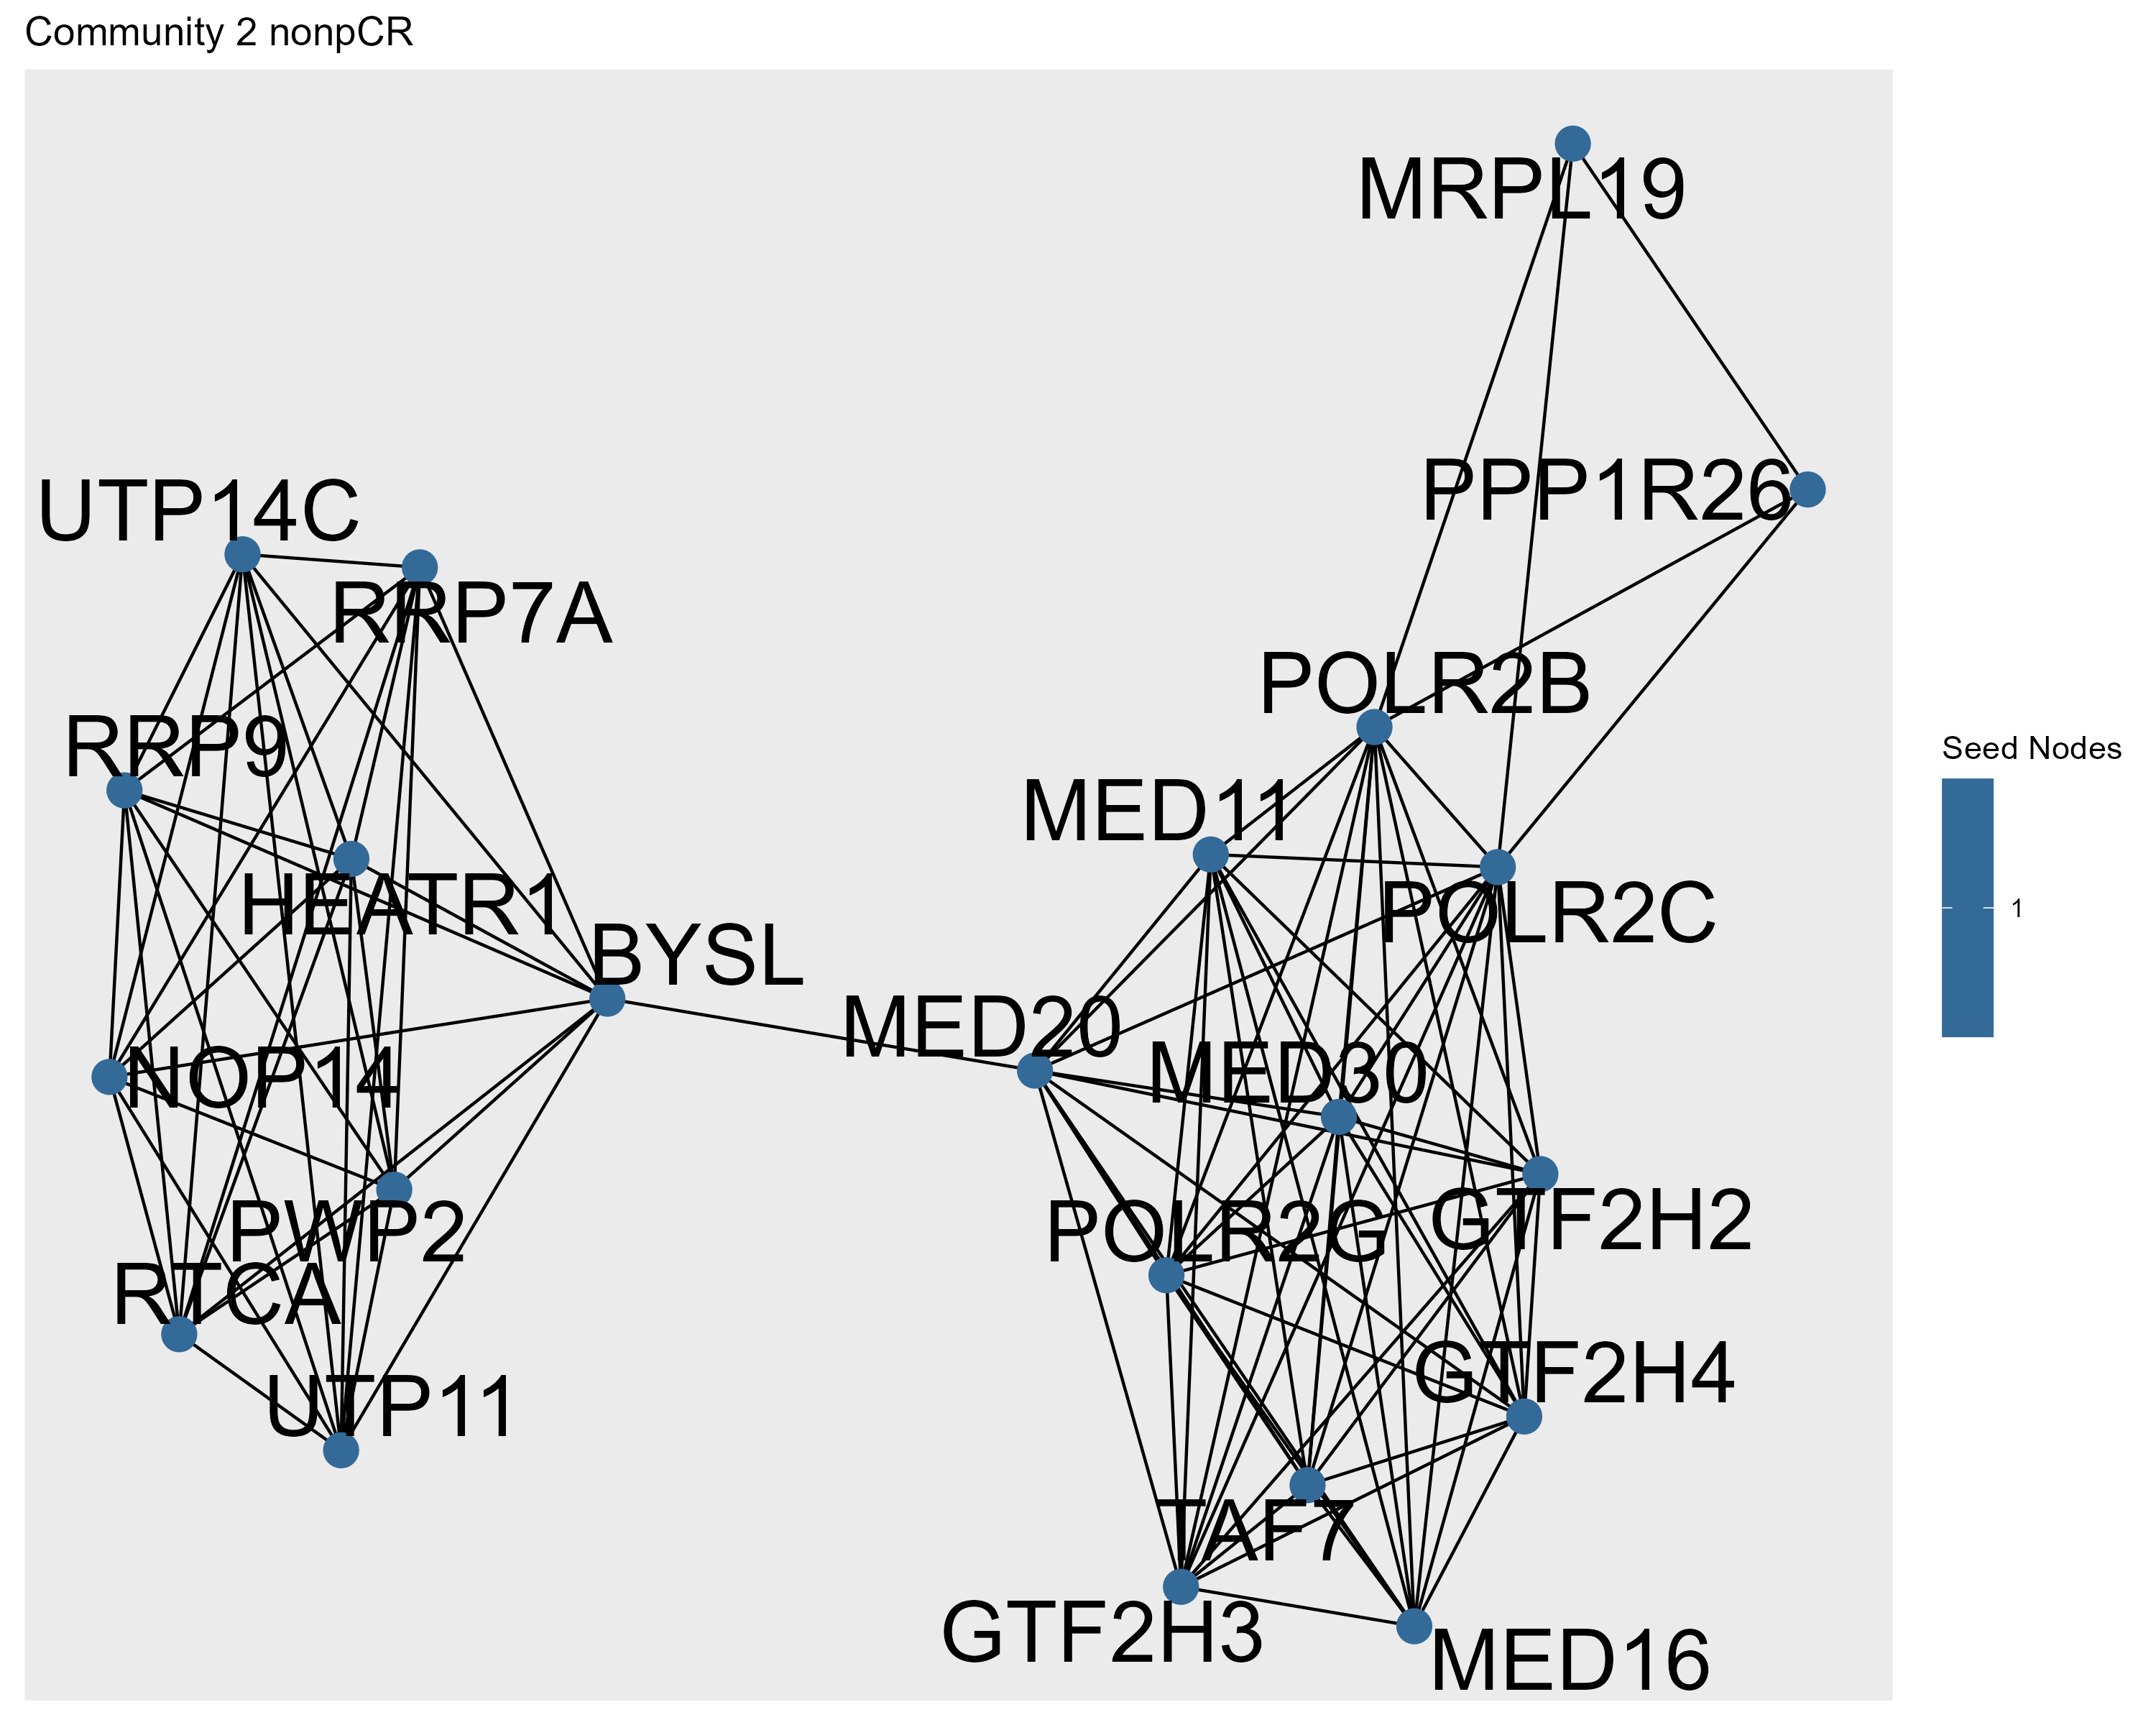 Community 2 nonpCR
MRPL19
PPP1R26
UTP14C
RRP7A
POLR2B
RRP9
MED11
HEATR1
POLR2C
BYSL
MED20
MED30
NOP14
PWP2
POLR2G
GTF2H2
RTCA
GTF2H4
UTP11
TAF7
GTF2H3
MED16
Seed Nodes
1